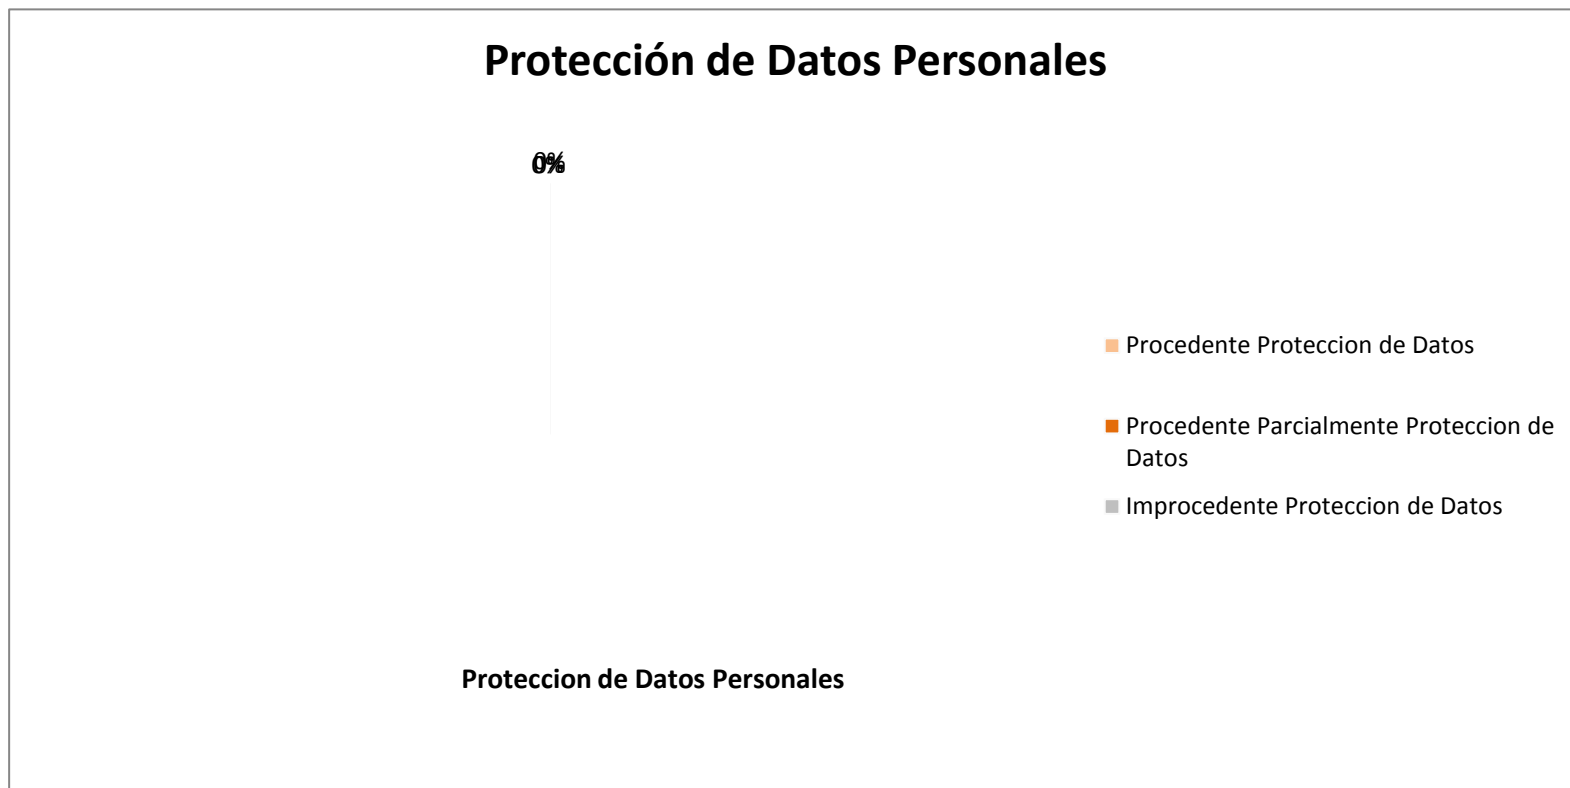 Protección de Datos Personales
0%
Procedente Proteccion de Datos
Procedente Parcialmente Proteccion de
Datos
Improcedente Proteccion de Datos
Proteccion de Datos Personales